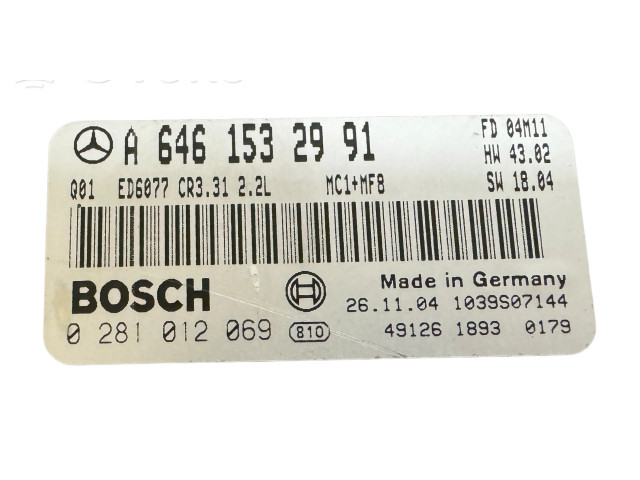 A 646 153 29 91
FD 04M11
HW 43.02
Q01 ED6077 CR3.31 2.2L MC1+MF8 SW 18.04
BOSCH
Made in Germany
26.11.04 1039S07144
0 281 012 069 810 49126 1893 0179